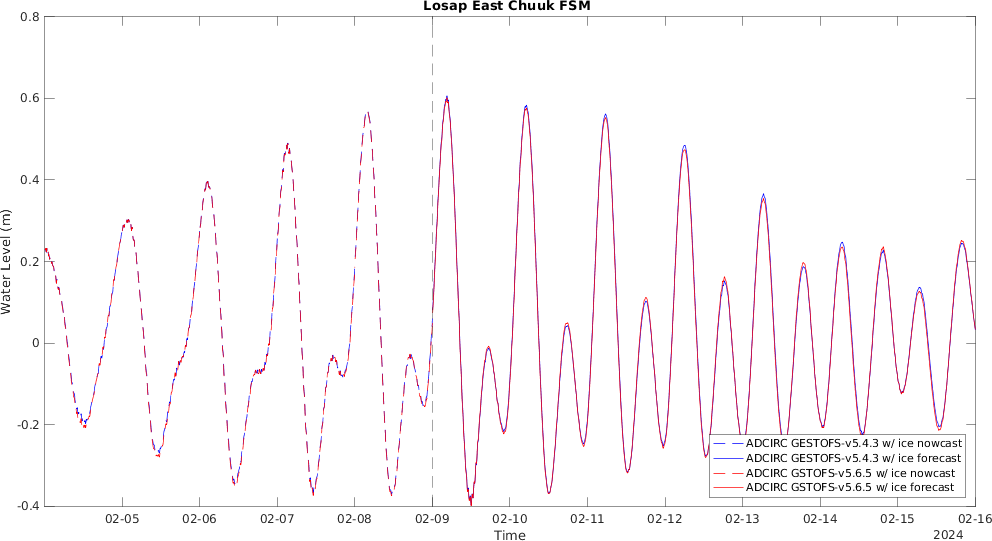 Losap East Chuuk FSM
0.8
0.6
0.4
0.2
0
-0.2
-0.4
Water Level (m)
ADCIRC GESTOFS-v5.4.3 w/ ice nowcast
ADCIRC GESTOFS-v5.4.3 w/ ice forecast
ADCIRC GSTOFS-v5.6.5 w/ ice nowcast
ADCIRC GSTOFS-v5.6.5 w/ ice forecast
02-05 02-06 02-07 02-08 02-09 02-10 02-11 02-12 02-13 02-14 02-15 02-16
Time
2024